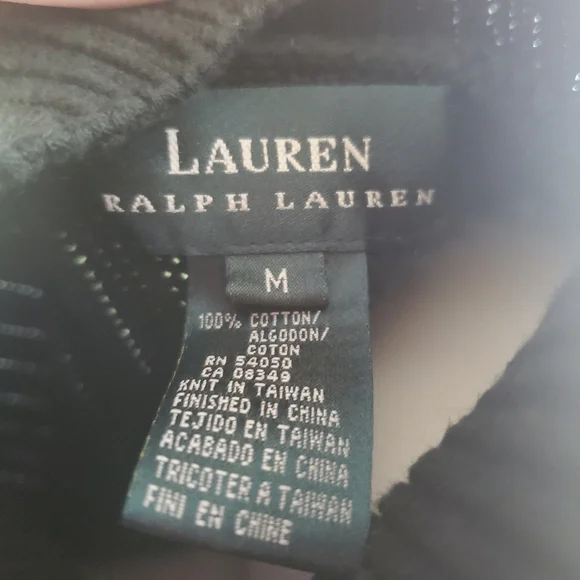 LAUREN
RALPH LAUREN
M
100% COTTON/
ALGODON/
COTON
RN 54050
CA 08349
KNIT IN TAIWAN
FINISHED IN CHINA
TEJIDO EN TAIWAN
ACABADO EN CHINA
TRICOTER A TAIWAN
FINI EN CHINE